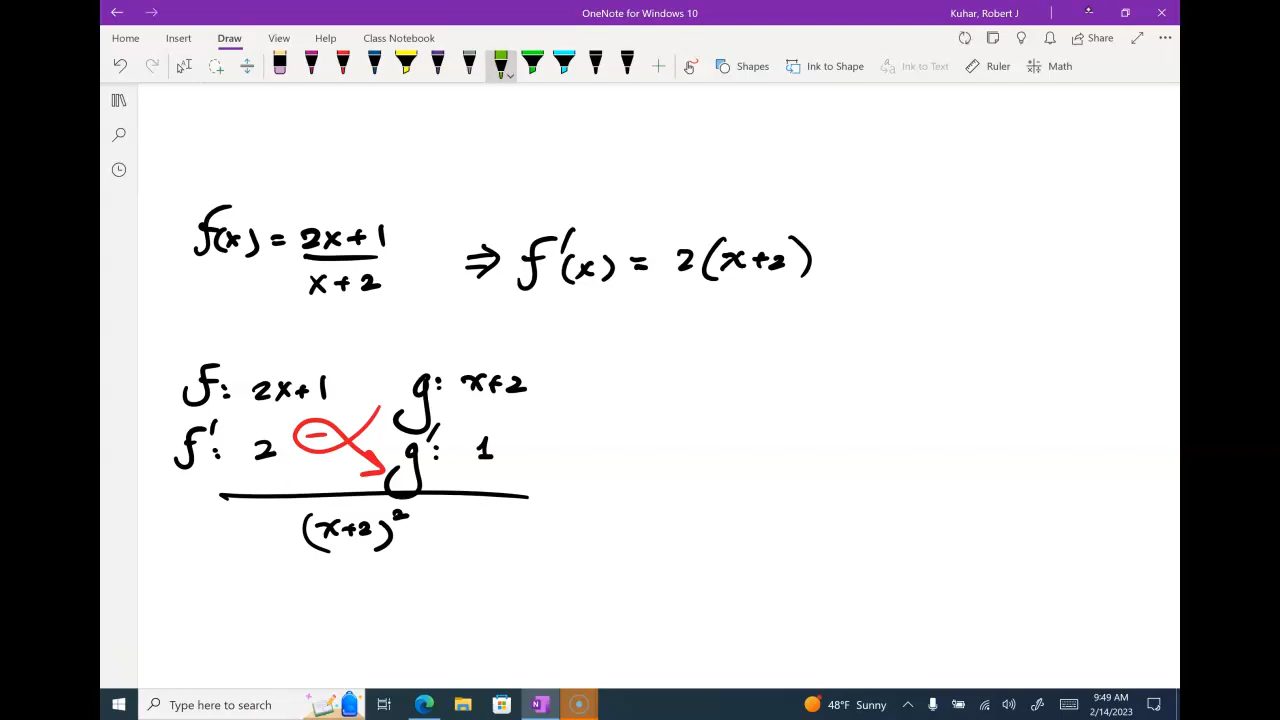 OneNote for Windows 10
Kuhar, Robert J
Home Insert Draw View Help Class Notebook
Share
Shapes Ink to Shape Ink to Text Ruler Math
f(x) = 2x+1 / x+2 ⇒ f'(x) = 2(x+2)
f: 2x+1 g: x+2
f': 2 − g': 1
(x+2)²
Type here to search
48°F Sunny
9:49 AM
2/14/2023